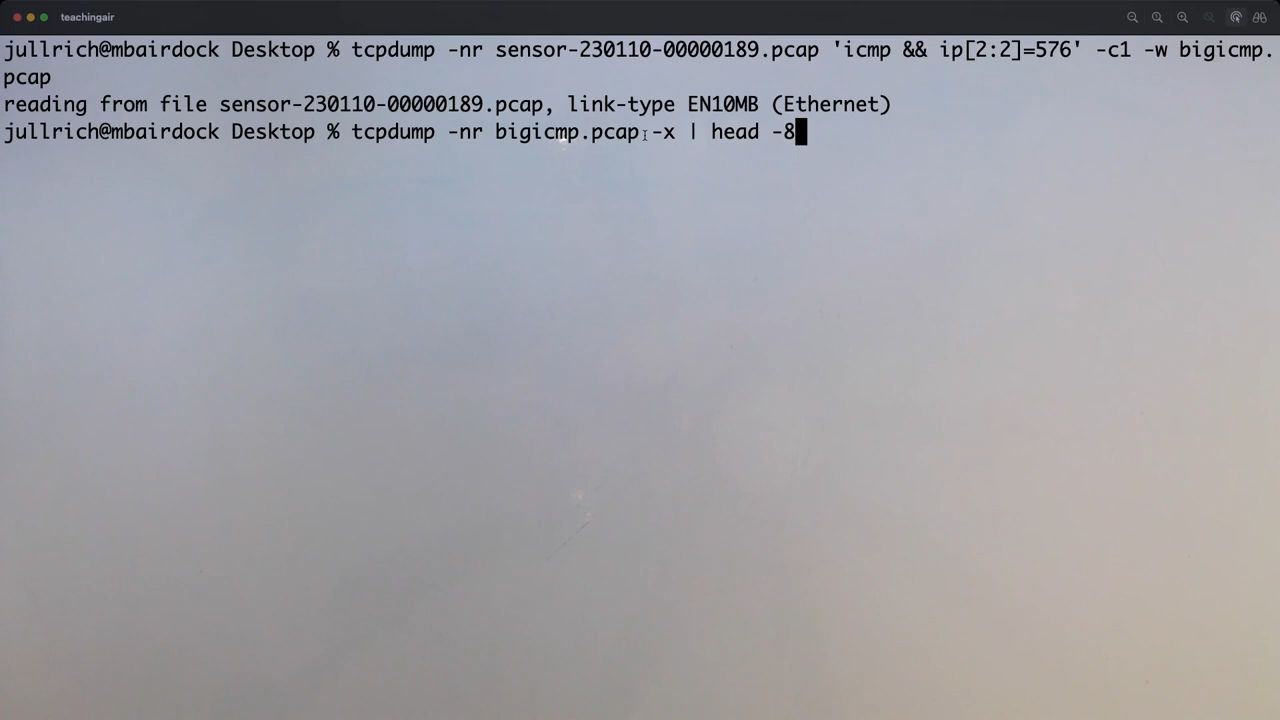 teachingair
jullrich@mbairdock Desktop % tcpdump -nr sensor-230110-00000189.pcap 'icmp && ip[2:2]=576' -c1 -w bigicmp.
pcap
reading from file sensor-230110-00000189.pcap, link-type EN10MB (Ethernet)
jullrich@mbairdock Desktop % tcpdump -nr bigicmp.pcap -x | head -8